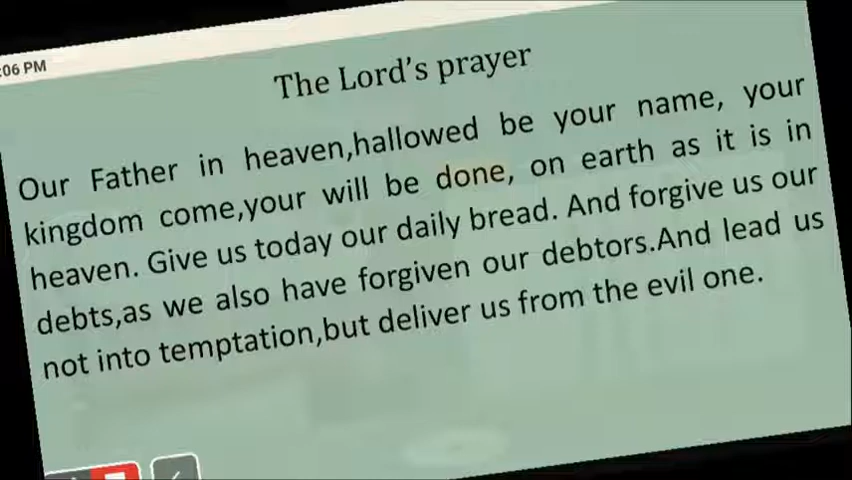 :06 PM
The Lord's prayer
Our Father in heaven,hallowed be your name, your
kingdom come,your will be done, on earth as it is in
heaven. Give us today our daily bread. And forgive us our
debts,as we also have forgiven our debtors.And lead us
not into temptation,but deliver us from the evil one.